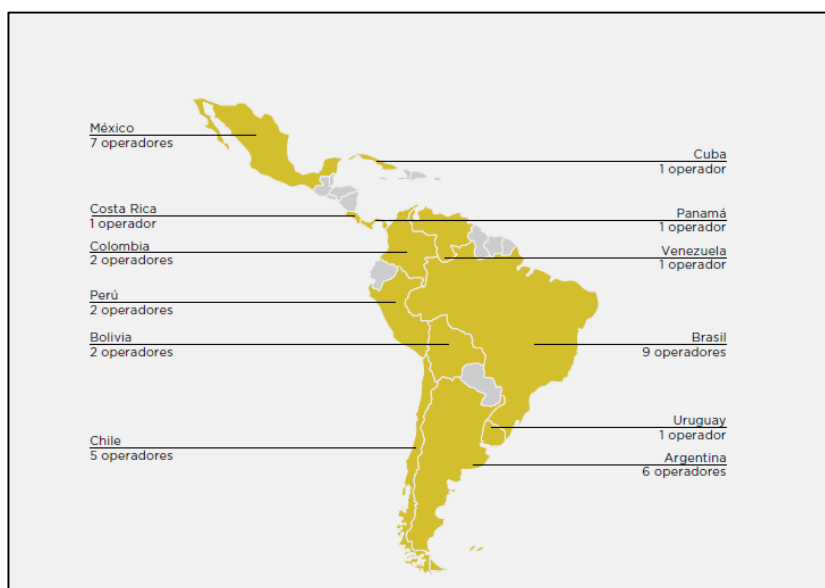 México
7 operadores
Cuba
1 operador
Costa Rica
1 operador
Panamá
1 operador
Colombia
2 operadores
Venezuela
1 operador
Perú
2 operadores
Bolivia
2 operadores
Brasil
9 operadores
Uruguay
1 operador
Chile
5 operadores
Argentina
6 operadores